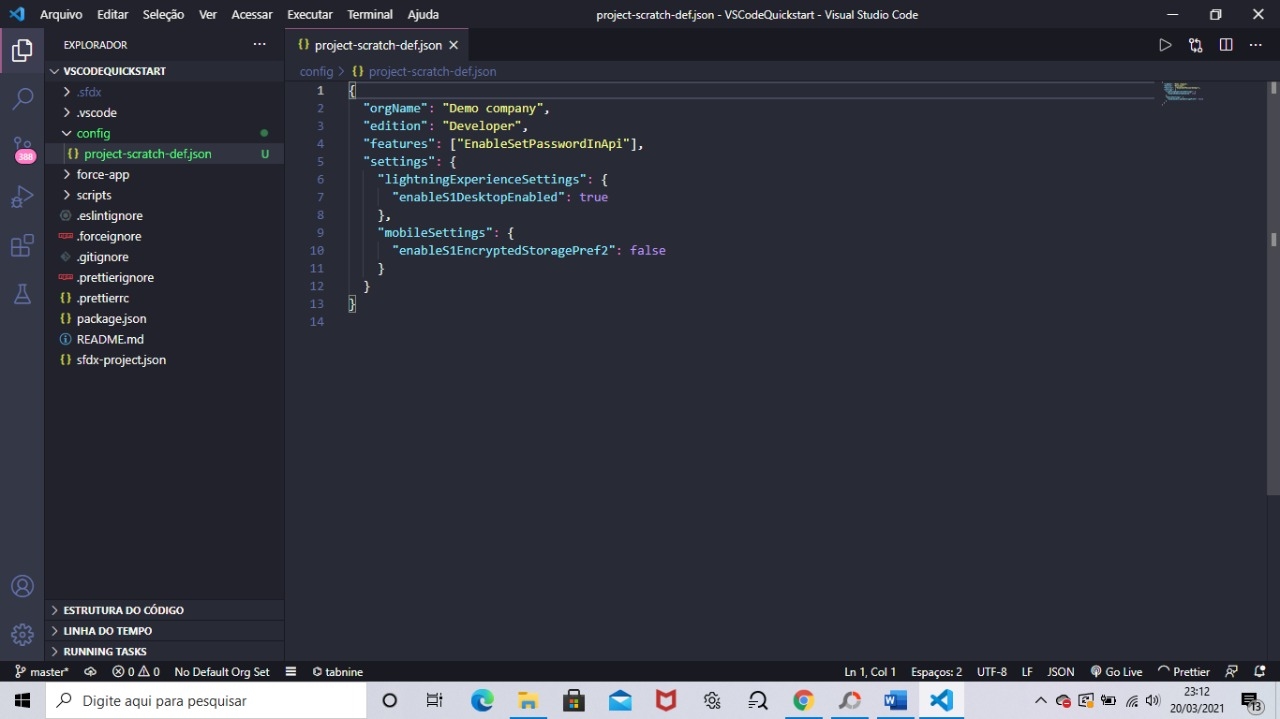 Arquivo Editar Seleção Ver Acessar Executar Terminal Ajuda project-scratch-def.json - VSCodeQuickstart - Visual Studio Code
EXPLORADOR
VSCODEQUICKSTART
.sfdx
.vscode
config
project-scratch-def.json U
force-app
scripts
.eslintignore
.forceignore
.gitignore
.prettierignore
.prettierrc
package.json
README.md
sfdx-project.json
388
ESTRUTURA DO CÓDIGO
LINHA DO TEMPO
RUNNING TASKS
project-scratch-def.json
config > {} project-scratch-def.json
1 {
2 "orgName": "Demo company",
3 "edition": "Developer",
4 "features": ["EnableSetPasswordInApi"],
5 "settings": {
6 "lightningExperienceSettings": {
7 "enableS1DesktopEnabled": true
8 },
9 "mobileSettings": {
10 "enableS1EncryptedStoragePref2": false
11 }
12 }
13 }
14
master* 0 0 No Default Org Set tabnine Ln 1, Col 1 Espaços: 2 UTF-8 LF JSON Go Live Prettier
Digite aqui para pesquisar
23:12
20/03/2021
13